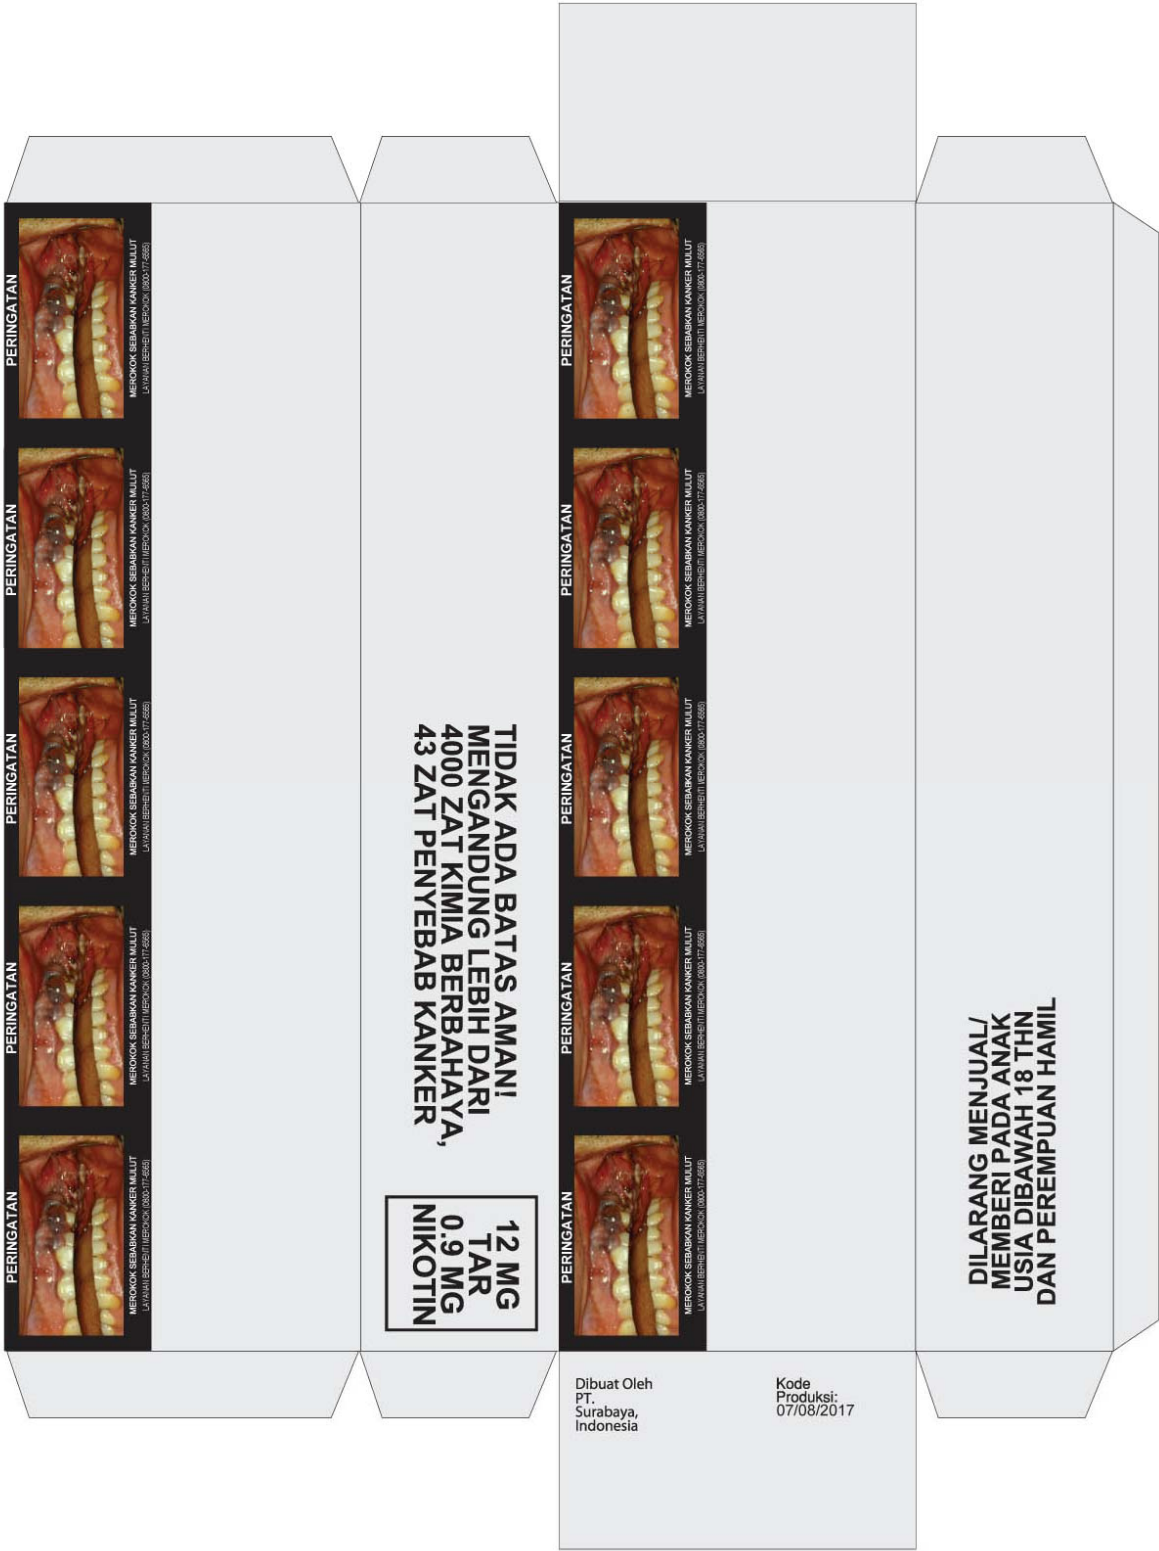 PERINGATAN
MEROKOK SEBABKAN KANKER MULUT
LAYANAN BERHENTI MEROKOK (0800-177-6565)
PERINGATAN
MEROKOK SEBABKAN KANKER MULUT
LAYANAN BERHENTI MEROKOK (0800-177-6565)
PERINGATAN
MEROKOK SEBABKAN KANKER MULUT
LAYANAN BERHENTI MEROKOK (0800-177-6565)
PERINGATAN
MEROKOK SEBABKAN KANKER MULUT
LAYANAN BERHENTI MEROKOK (0800-177-6565)
PERINGATAN
MEROKOK SEBABKAN KANKER MULUT
LAYANAN BERHENTI MEROKOK (0800-177-6565)
TIDAK ADA BATAS AMAN!
MENGANDUNG LEBIH DARI
4000 ZAT KIMIA BERBAHAYA,
43 ZAT PENYEBAB KANKER
12 MG
TAR
0.9 MG
NIKOTIN
PERINGATAN
MEROKOK SEBABKAN KANKER MULUT
LAYANAN BERHENTI MEROKOK (0800-177-6565)
PERINGATAN
MEROKOK SEBABKAN KANKER MULUT
LAYANAN BERHENTI MEROKOK (0800-177-6565)
PERINGATAN
MEROKOK SEBABKAN KANKER MULUT
LAYANAN BERHENTI MEROKOK (0800-177-6565)
PERINGATAN
MEROKOK SEBABKAN KANKER MULUT
LAYANAN BERHENTI MEROKOK (0800-177-6565)
PERINGATAN
MEROKOK SEBABKAN KANKER MULUT
LAYANAN BERHENTI MEROKOK (0800-177-6565)
DILARANG MENJUAL/
MEMBERI PADA ANAK
USIA DIBAWAH 18 THN
DAN PEREMPUAN HAMIL
Dibuat Oleh
PT.
Surabaya,
Indonesia
Kode
Produksi:
07/08/2017